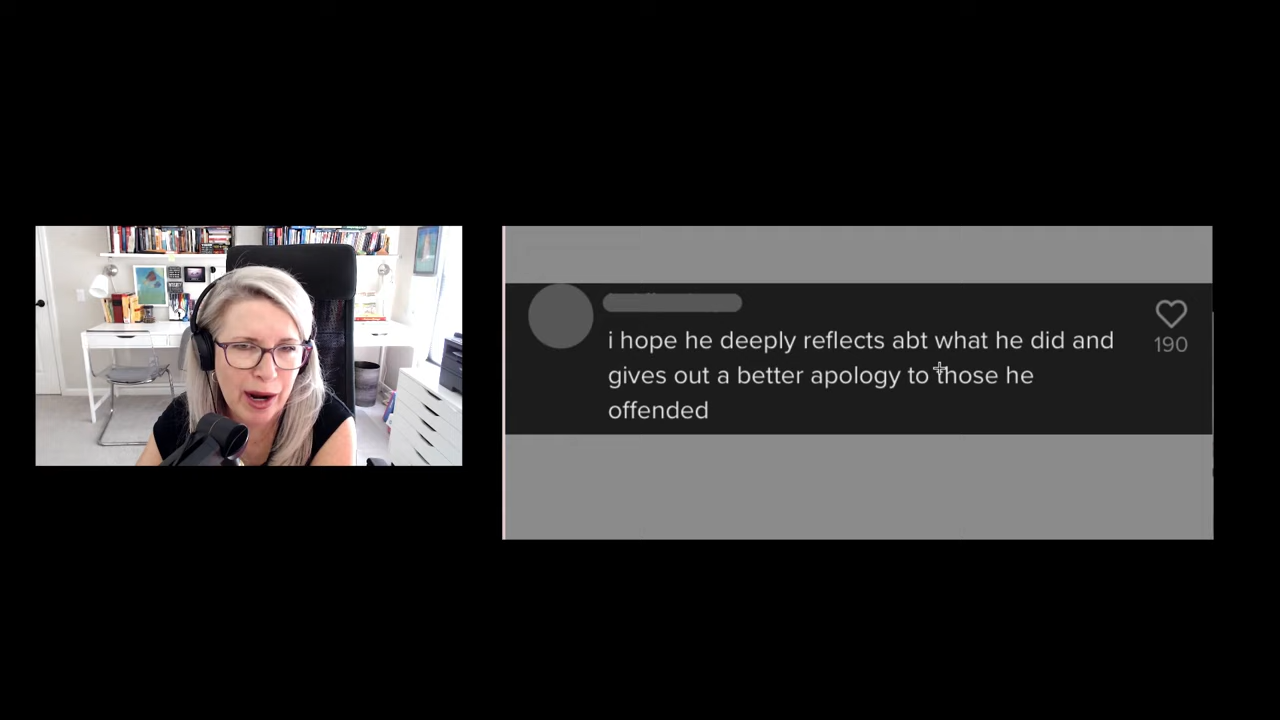 i hope he deeply reflects abt what he did and
190
gives out a better apology to those he
offended